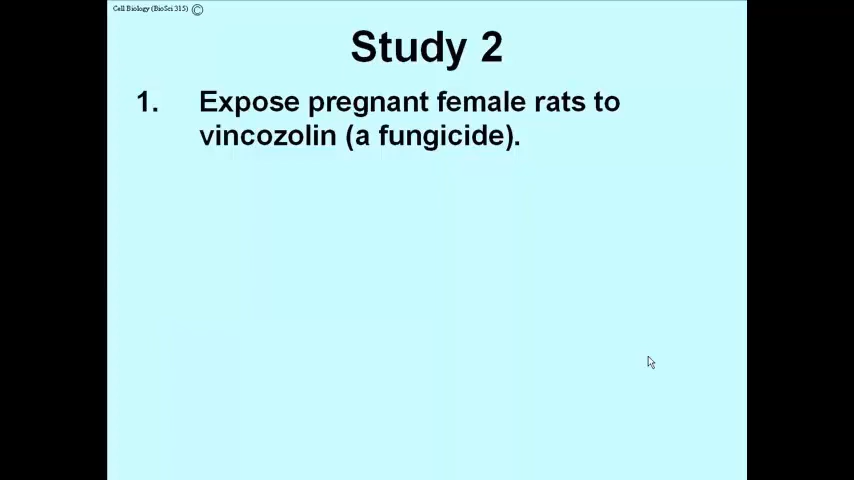 Cell Biology (BioSci 315) ©
Study 2
1. Expose pregnant female rats to
vincozolin (a fungicide).